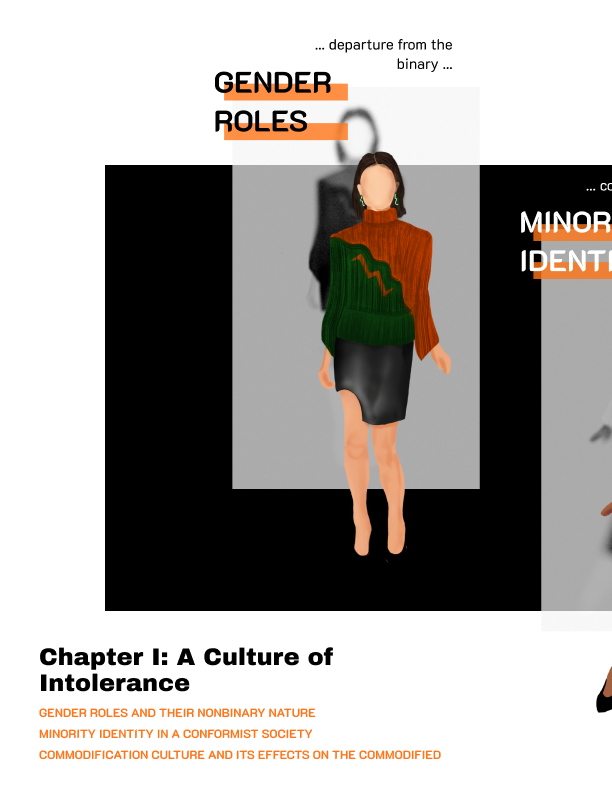 ... departure from the
binary ...
GENDER
ROLES
... co
MINOR
IDENT
Chapter I: A Culture of
Intolerance
GENDER ROLES AND THEIR NONBINARY NATURE
MINORITY IDENTITY IN A CONFORMIST SOCIETY
COMMODIFICATION CULTURE AND ITS EFFECTS ON THE COMMODIFIED